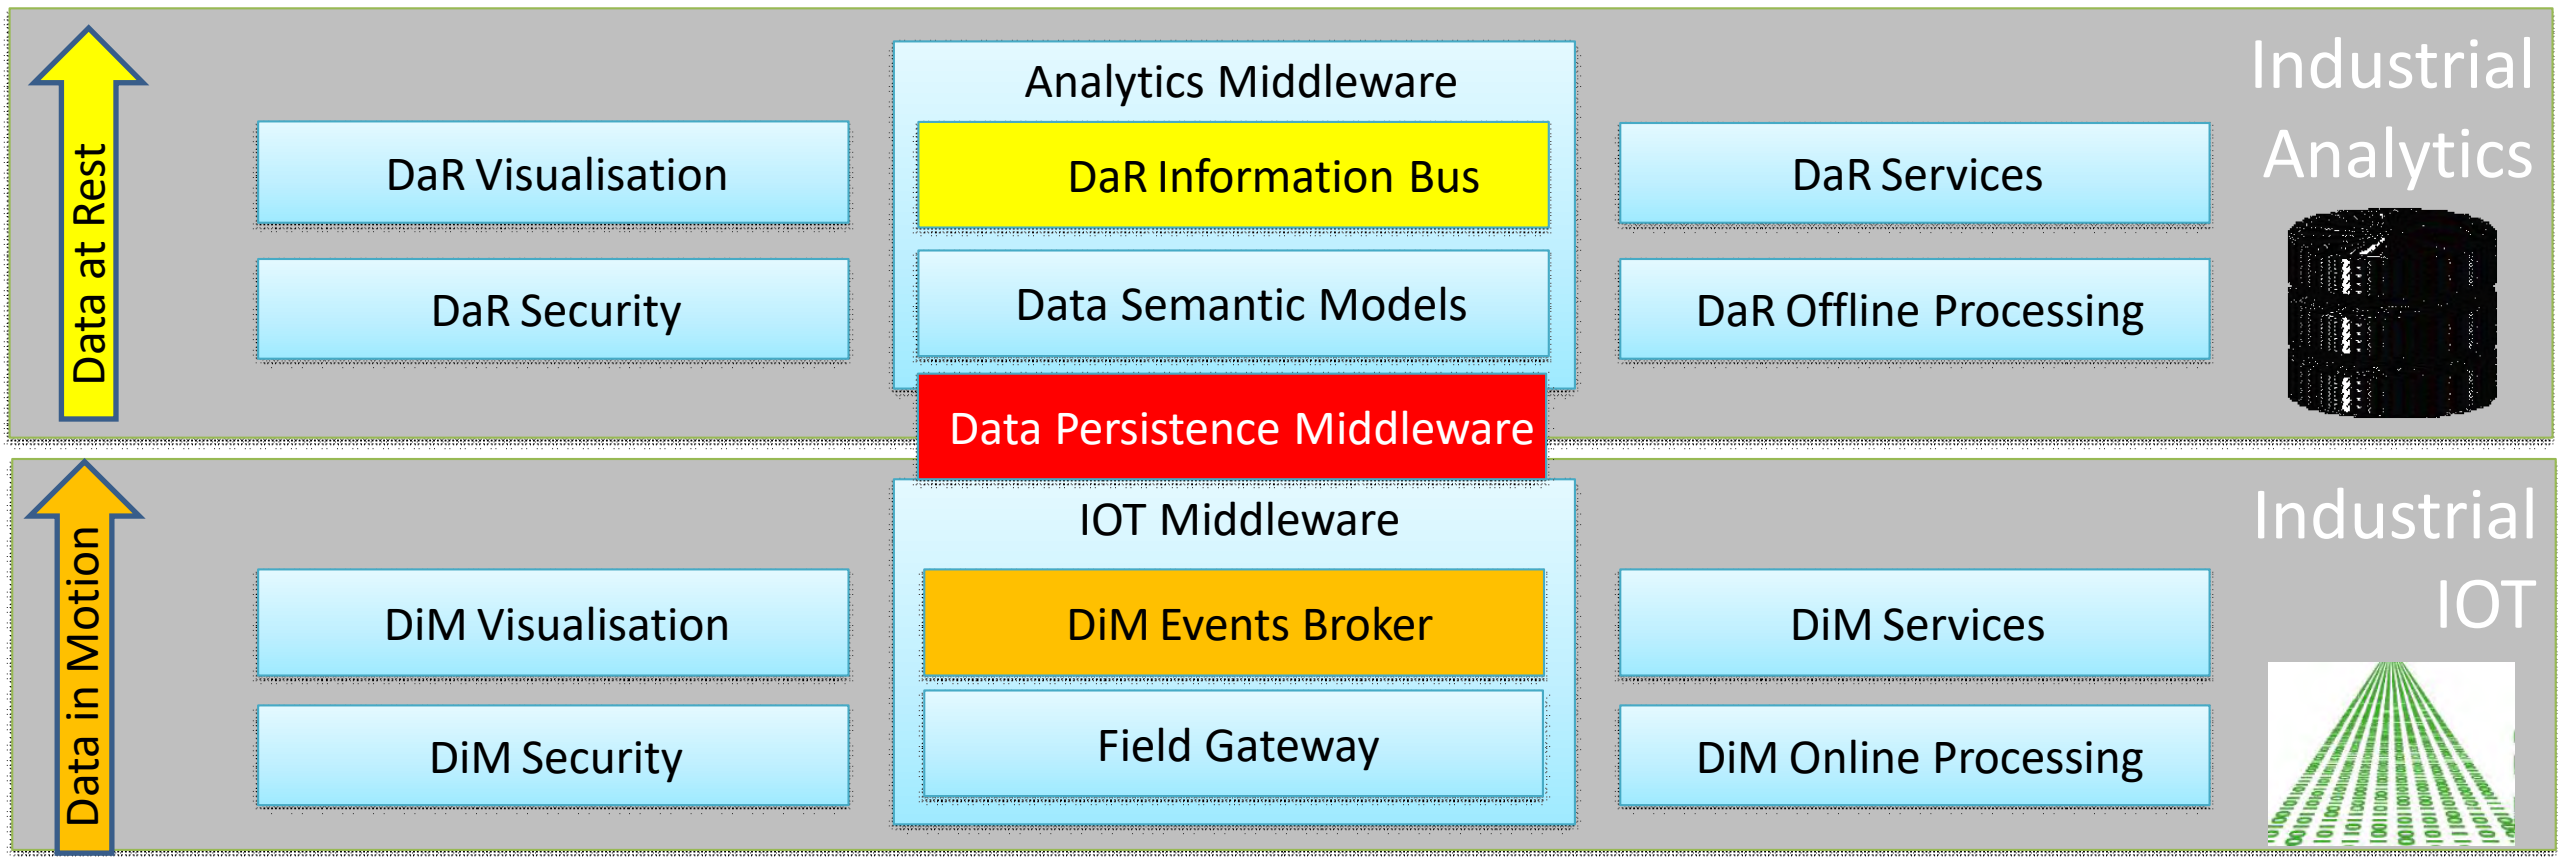 Industrial
Analytics
Data at Rest
Analytics Middleware
DaR Visualisation
DaR Information Bus
DaR Services
DaR Security
Data Semantic Models
DaR Offline Processing
Data Persistence Middleware
Industrial
IOT
Data in Motion
IOT Middleware
DiM Visualisation
DiM Events Broker
DiM Services
DiM Security
Field Gateway
DiM Online Processing